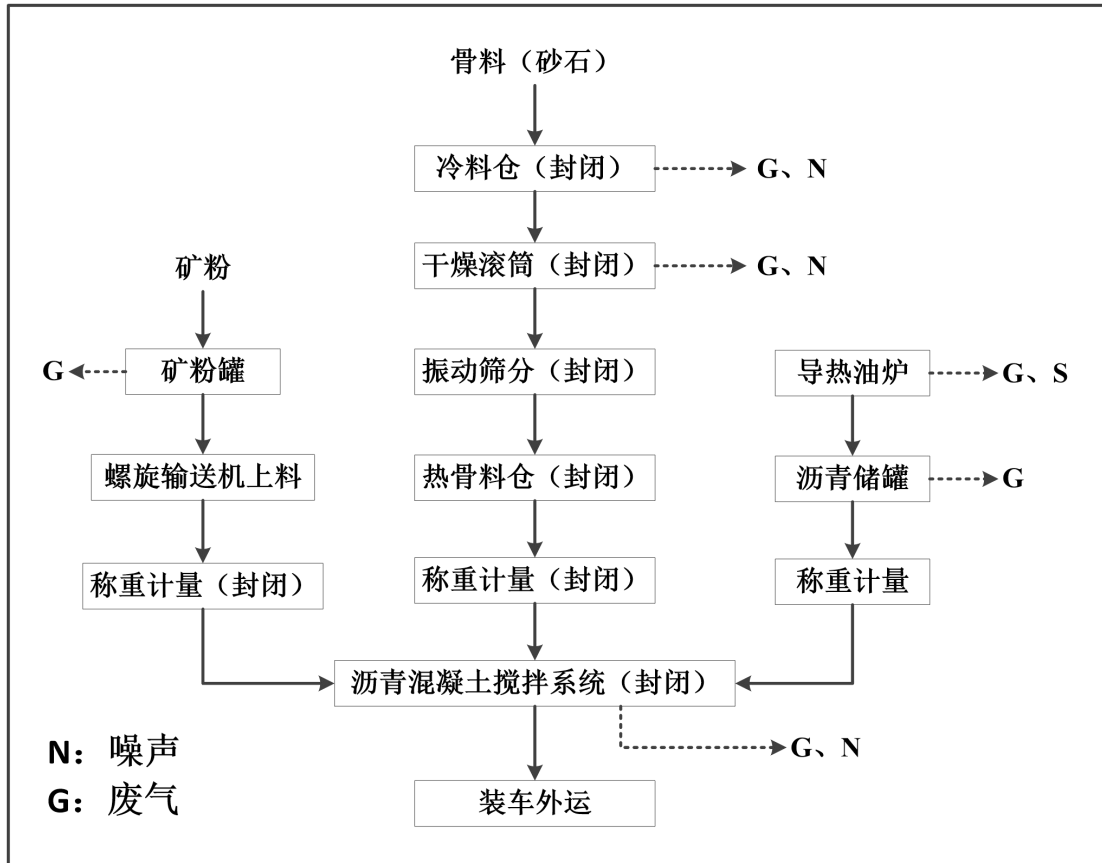 骨料（砂石）
冷料仓（封闭）
G、N
干燥滚筒（封闭）
G、N
矿粉
矿粉罐
G
振动筛分（封闭）
导热油炉
G、S
螺旋输送机上料
热骨料仓（封闭）
沥青储罐
G
称重计量（封闭）
称重计量（封闭）
称重计量
沥青混凝土搅拌系统（封闭）
G、N
N：噪声
G：废气
装车外运